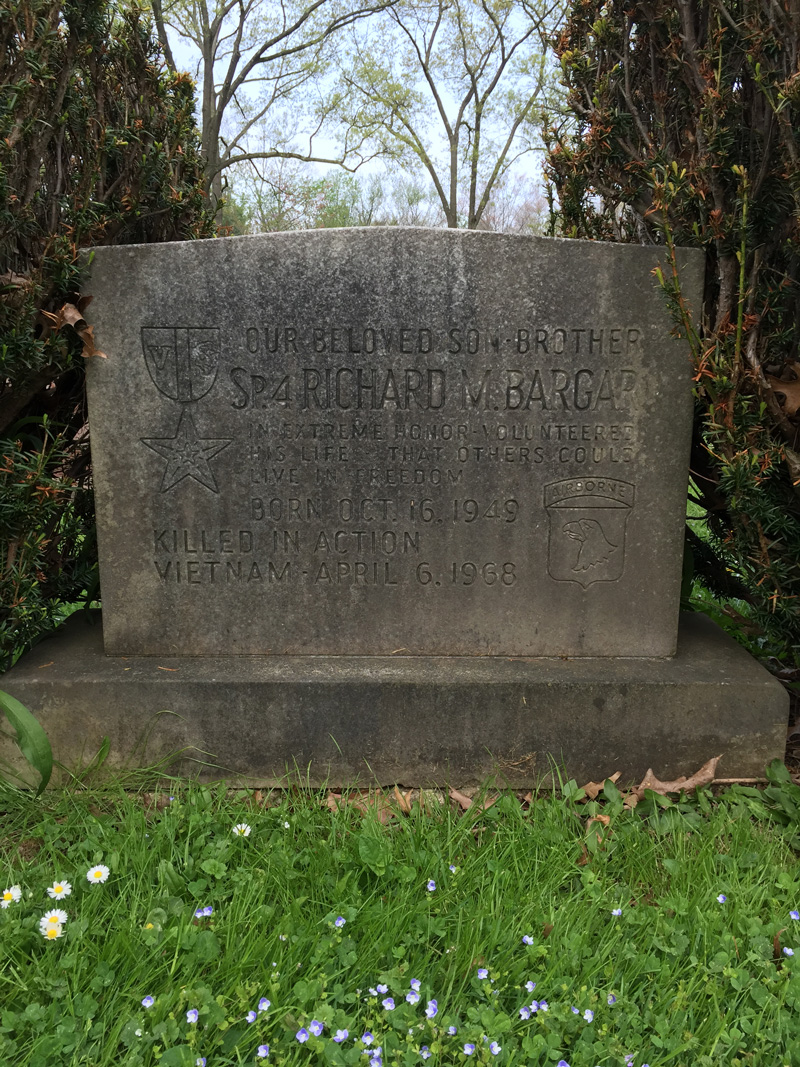 OUR BELOVED SON-BROTHER
SP.4 RICHARD M. BARGAR
IN EXTREME HONOR-VOLUNTEERED
HIS LIFE - THAT OTHERS COULD
LIVE IN FREEDOM
BORN OCT. 16, 1949
AIRBORNE
KILLED IN ACTION
VIETNAM - APRIL 6, 1968